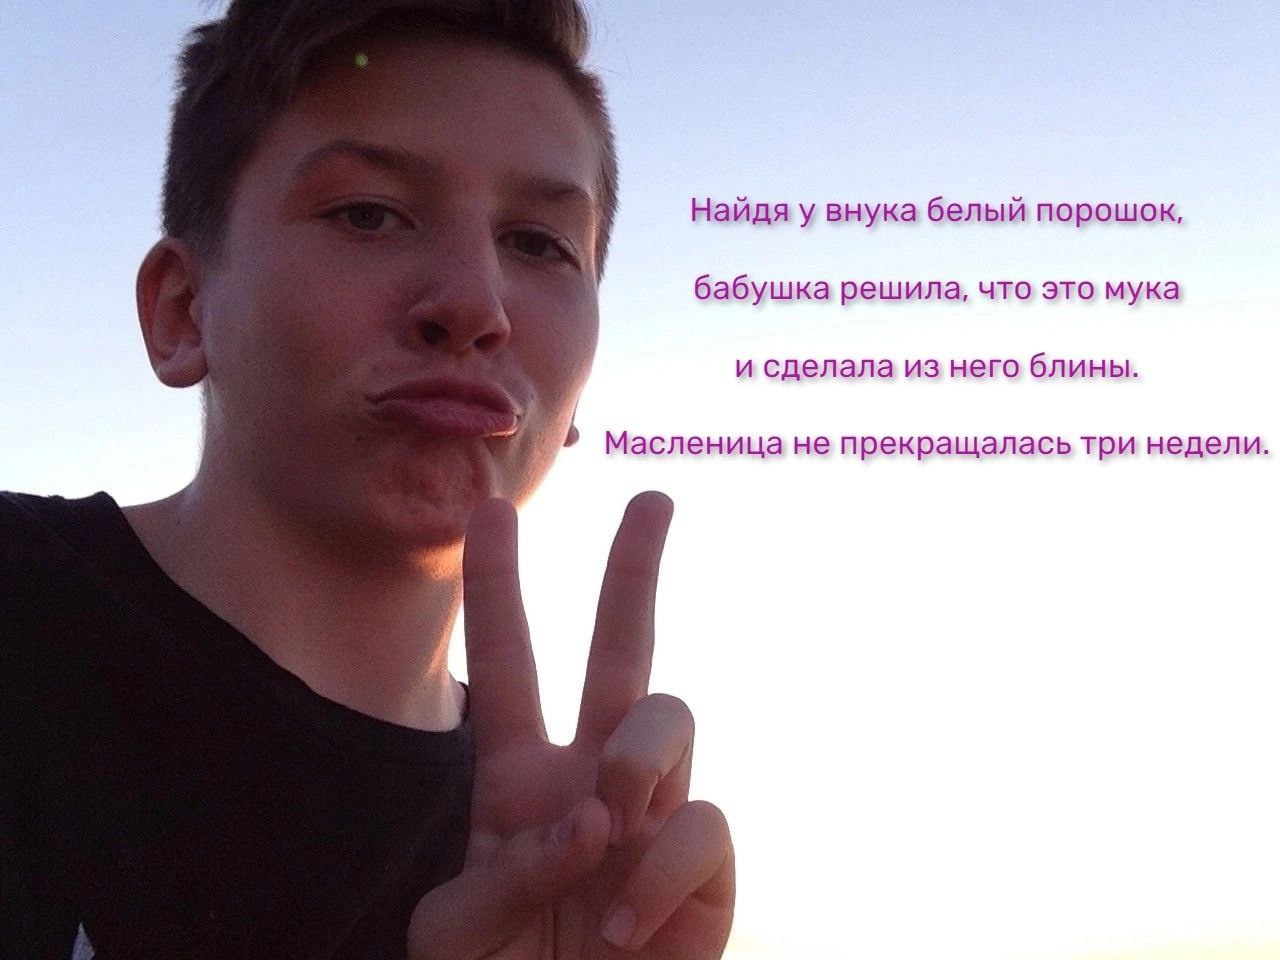 Найдя у внука белый порошок,
бабушка решила, что это мука
и сделала из него блины.
Масленица не прекращалась три недели.